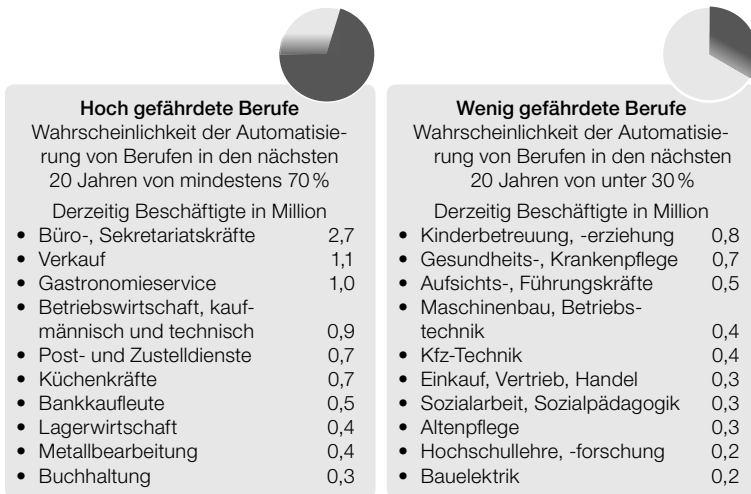 Hoch gefährdete Berufe
Wahrscheinlichkeit der Automatisie-
rung von Berufen in den nächsten
20 Jahren von mindestens 70 %
Derzeitig Beschäftigte in Million
• Büro-, Sekretariatskräfte 2,7
• Verkauf 1,1
• Gastronomieservice 1,0
• Betriebswirtschaft, kauf-
männisch und technisch 0,9
• Post- und Zustelldienste 0,7
• Küchenkräfte 0,7
• Bankkaufleute 0,5
• Lagerwirtschaft 0,4
• Metallbearbeitung 0,4
• Buchhaltung 0,3
Wenig gefährdete Berufe
Wahrscheinlichkeit der Automatisie-
rung von Berufen in den nächsten
20 Jahren von unter 30 %
Derzeitig Beschäftigte in Million
• Kinderbetreuung, -erziehung 0,8
• Gesundheits-, Krankenpflege 0,7
• Aufsichts-, Führungskräfte 0,5
• Maschinenbau, Betriebs-
technik 0,4
• Kfz-Technik 0,4
• Einkauf, Vertrieb, Handel 0,3
• Sozialarbeit, Sozialpädagogik 0,3
• Altenpflege 0,3
• Hochschullehre, -forschung 0,2
• Bauelektrik 0,2